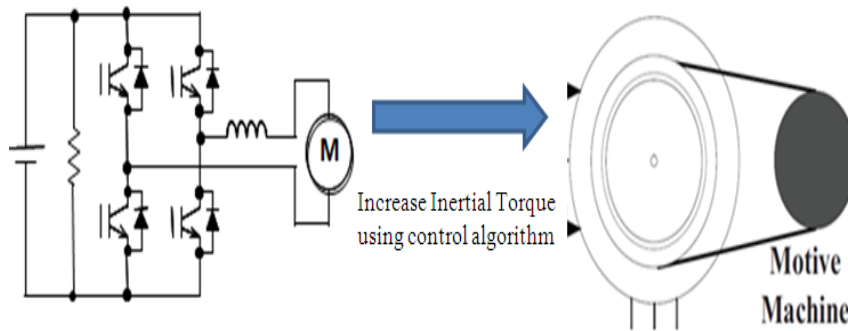 M
Increase Inertial Torque
using control algorithm
Motive
Machine